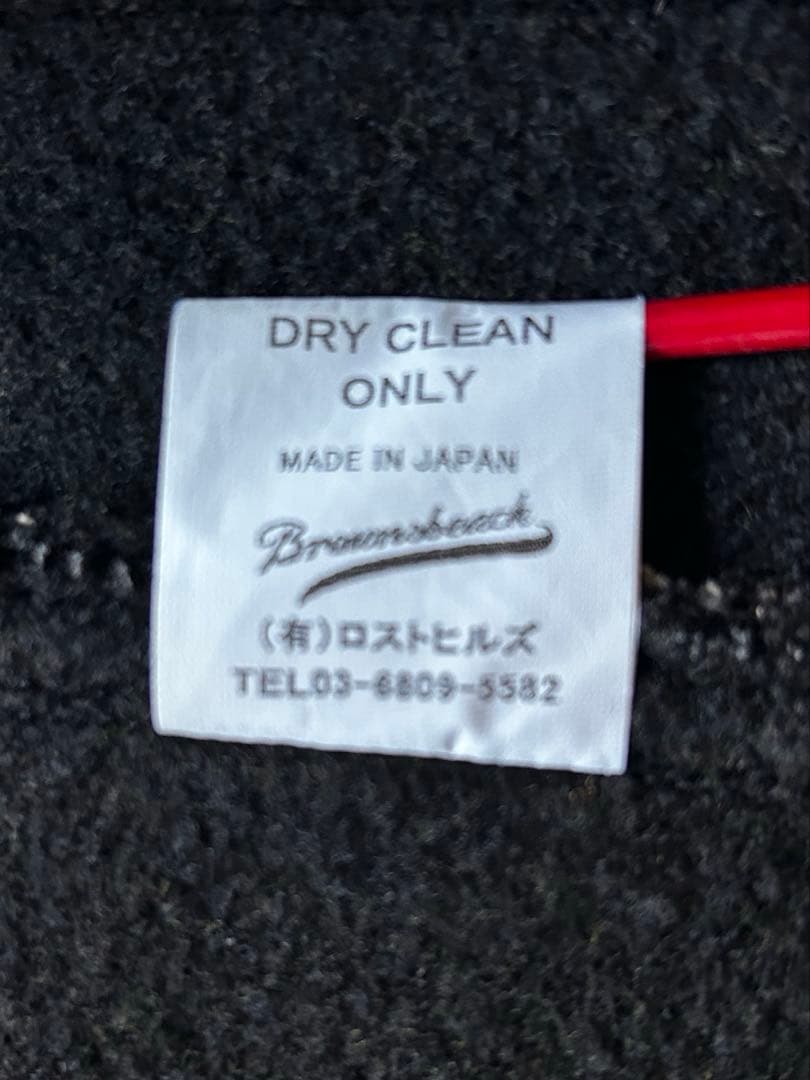 DRY CLEAN
ONLY
MADE IN JAPAN
Brownsbeach
(有)ロストヒルズ
TEL03-6809-5582